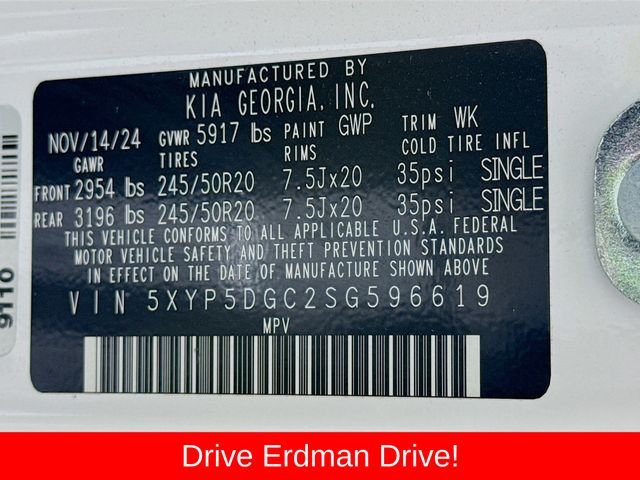 MANUFACTURED BY
KIA GEORGIA, INC.
NOV/14/24 GVWR 5917 lbs PAINT GWP TRIM WK
GAWR TIRES RIMS COLD TIRE INFL
FRONT 2954 lbs 245/50R20 7.5Jx20 35psi SINGLE
REAR 3196 lbs 245/50R20 7.5Jx20 35psi SINGLE
THIS VEHICLE CONFORMS TO ALL APPLICABLE U.S.A. FEDERAL
MOTOR VEHICLE SAFETY AND THEFT PREVENTION STANDARDS
IN EFFECT ON THE DATE OF MANUFACTURE SHOWN ABOVE.
VIN 5XYP5DGC2SG596619
MPV
9110
Drive Erdman Drive!